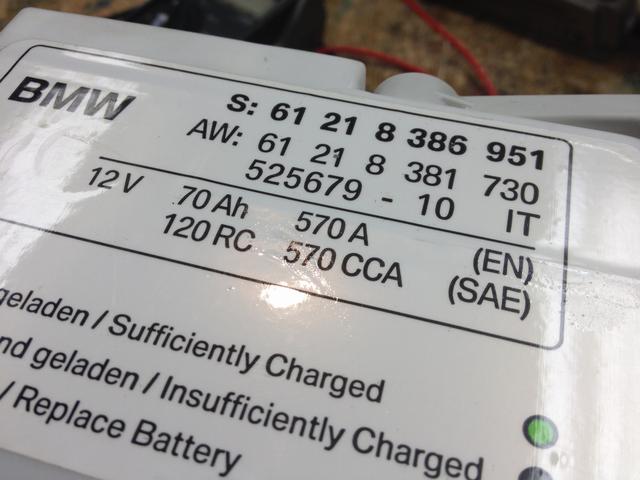 BMW
S: 61 21 8 386 951
AW: 61 21 8 381 730
525679 - 10 IT
12 V 70 Ah 570 A (EN)
120 RC 570 CCA (SAE)
geladen / Sufficiently Charged
nd geladen / Insufficiently Charged
/ Replace Battery